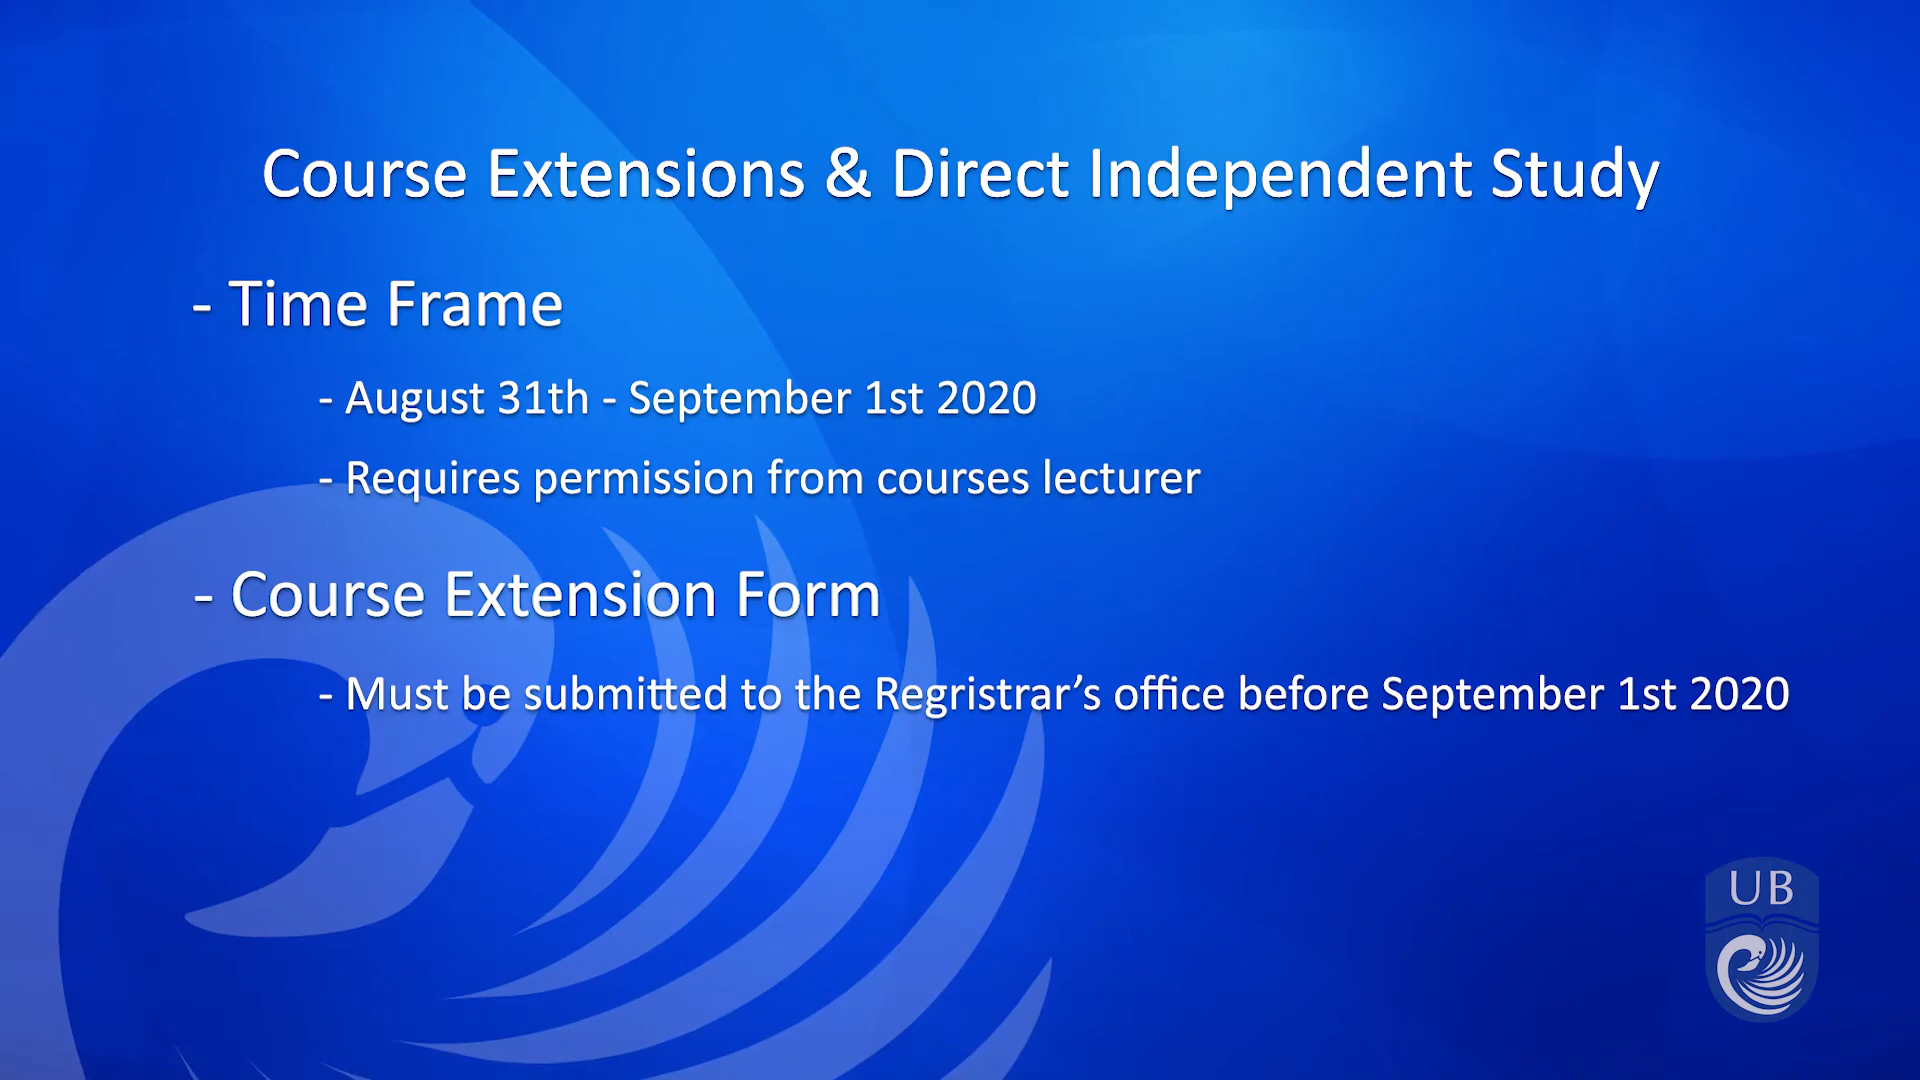 Course Extensions & Direct Independent Study
- Time Frame
- August 31th - September 1st 2020
- Requires permission from courses lecturer
- Course Extension Form
- Must be submitted to the Regristrar’s office before September 1st 2020
UB